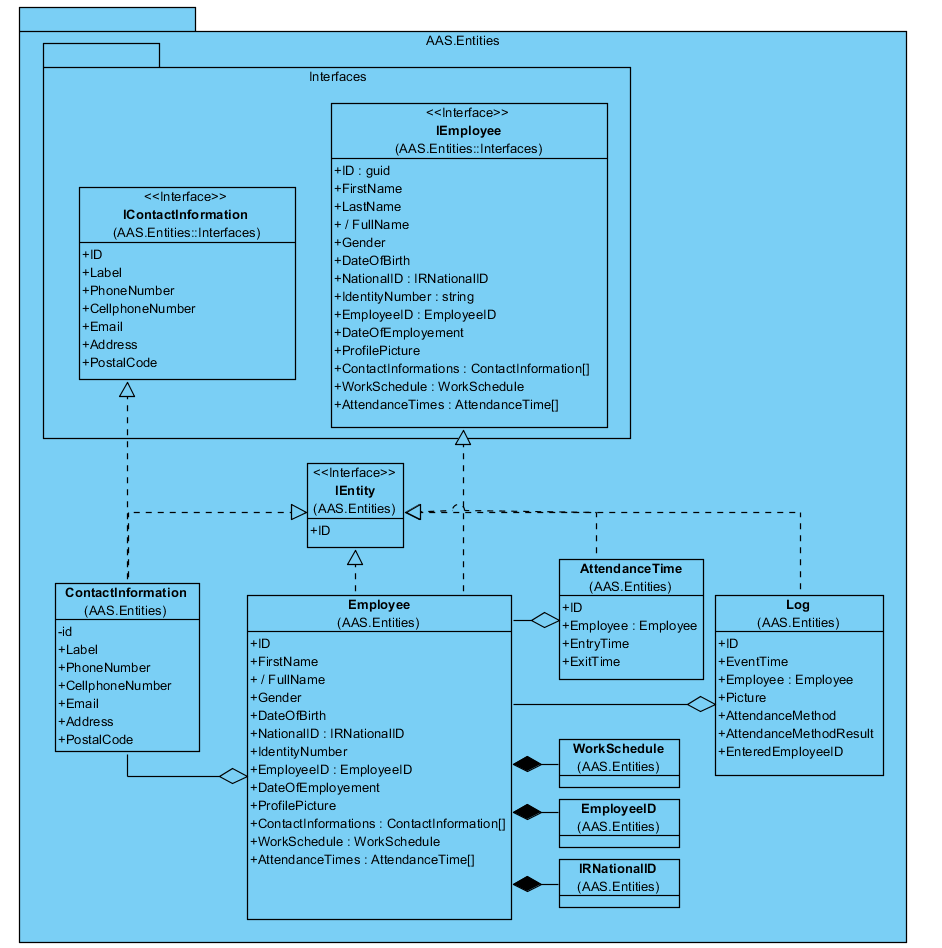 AAS.Entities
Interfaces
<<Interface>>
IEmployee
(AAS.Entities::Interfaces)
+ID : guid
+FirstName
+LastName
+ / FullName
+Gender
+DateOfBirth
+NationalID : IRNationalID
+IdentityNumber : string
+EmployeeID : EmployeeID
+DateOfEmployement
+ProfilePicture
+ContactInformations : ContactInformation[]
+WorkSchedule : WorkSchedule
+AttendanceTimes : AttendanceTime[]
<<Interface>>
IContactInformation
(AAS.Entities::Interfaces)
+ID
+Label
+PhoneNumber
+CellphoneNumber
+Email
+Address
+PostalCode
<<Interface>>
IEntity
(AAS.Entities)
+ID
ContactInformation
(AAS.Entities)
-id
+Label
+PhoneNumber
+CellphoneNumber
+Email
+Address
+PostalCode
Employee
(AAS.Entities)
+ID
+FirstName
+ / FullName
+Gender
+DateOfBirth
+NationalID : IRNationalID
+IdentityNumber
+EmployeeID : EmployeeID
+DateOfEmployement
+ProfilePicture
+ContactInformations : ContactInformation[]
+WorkSchedule : WorkSchedule
+AttendanceTimes : AttendanceTime[]
AttendanceTime
(AAS.Entities)
+ID
+Employee : Employee
+EntryTime
+ExitTime
Log
(AAS.Entities)
+ID
+EventTime
+Employee : Employee
+Picture
+AttendanceMethod
+AttendanceMethodResult
+EnteredEmployeeID
WorkSchedule
(AAS.Entities)
EmployeeID
(AAS.Entities)
IRNationalID
(AAS.Entities)